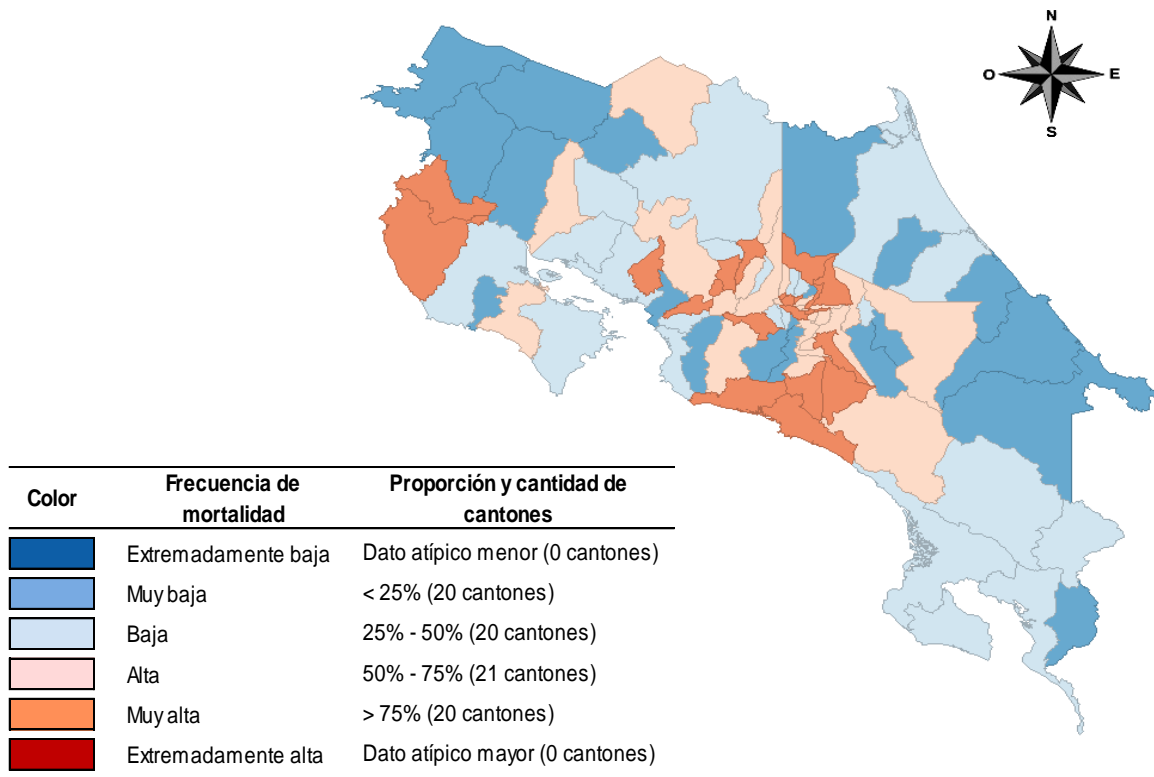 N
O E
S
Color Frecuencia de mortalidad Proporción y cantidad de cantones
Extremadamente baja Dato atípico menor (0 cantones)
Muy baja < 25% (20 cantones)
Baja 25% - 50% (20 cantones)
Alta 50% - 75% (21 cantones)
Muy alta > 75% (20 cantones)
Extremadamente alta Dato atípico mayor (0 cantones)